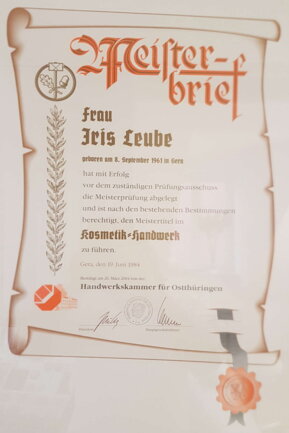 Meister-
brief
Frau
Iris Leube
geboren am 8. September 1961 in Gera
hat mit Erfolg
vor dem zuständigen Prüfungsausschuss
die Meisterprüfung abgelegt
und ist nach den bestehenden Bestimmungen
berechtigt, den Meistertitel im
Kosmetik-Handwerk
zu führen.
Gera, den 19. Juni 1984
Handwerkskammer für Ostthüringen